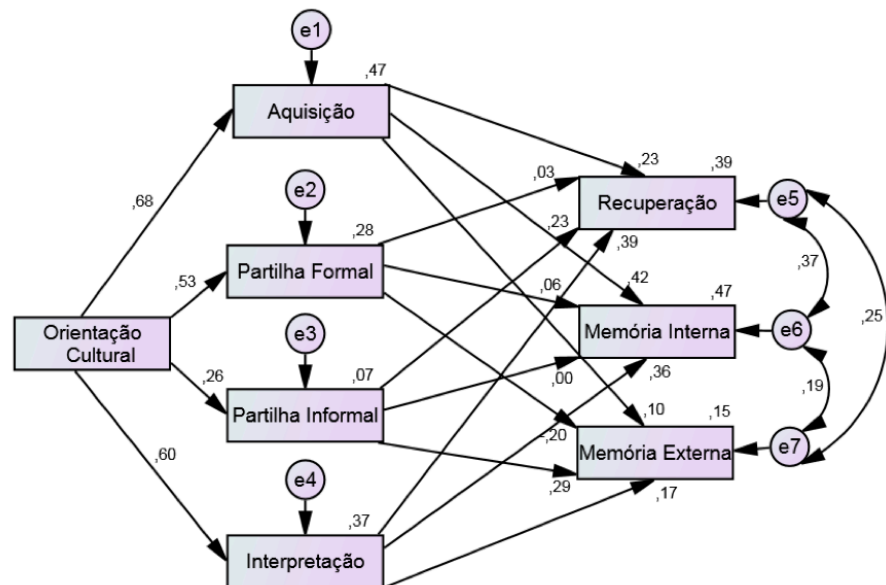 e1
,47
Aquisição
e2
,23
,39
,03
Recuperação
e5
,68
,28
,23
,39
Partilha Formal
,37
,53
,06
,42
,47
e3
Orientação
Cultural
Memória Interna
e6
,25
,26
,07
,00
,36
Partilha Informal
,19
,10
,15
-,20
,60
e4
Memória Externa
e7
,29
,17
,37
Interpretação